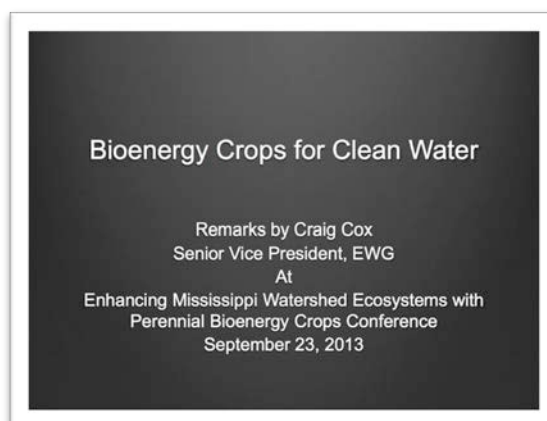 Bioenergy Crops for Clean Water
Remarks by Craig Cox
Senior Vice President, EWG
At
Enhancing Mississippi Watershed Ecosystems with
Perennial Bioenergy Crops Conference
September 23, 2013